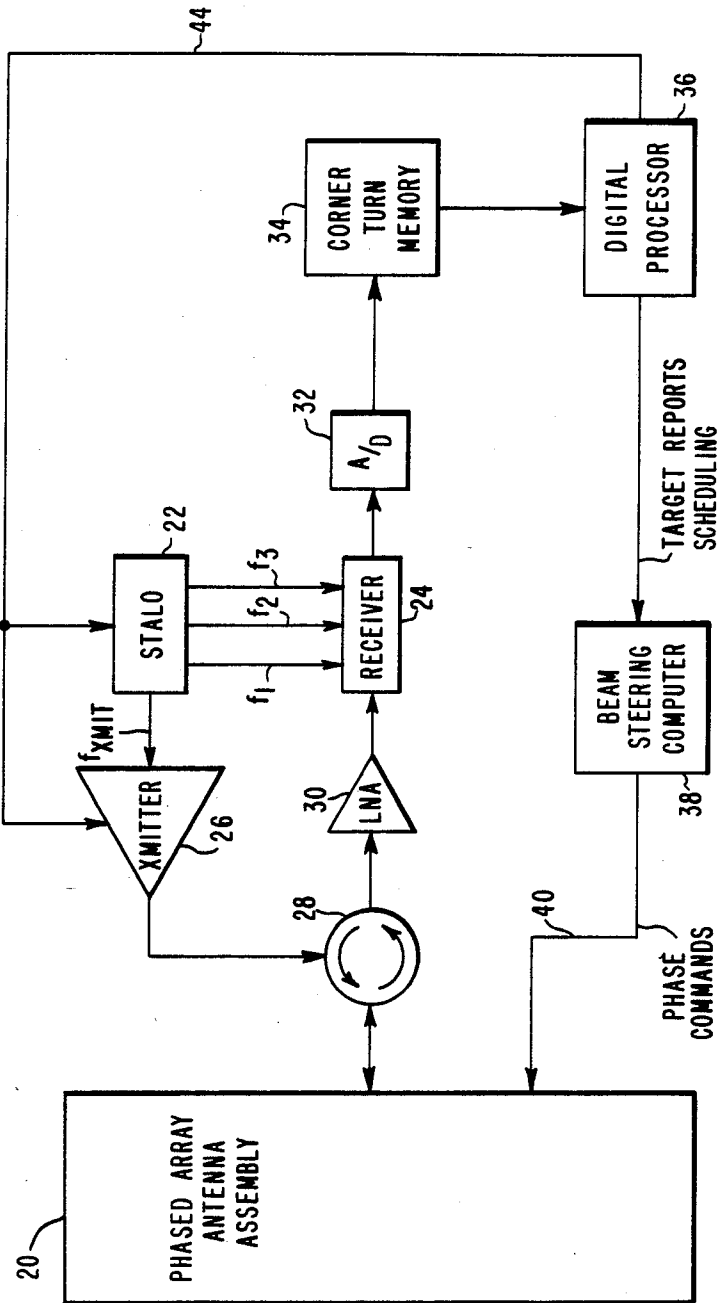 20
PHASED ARRAY
ANTENNA
ASSEMBLY
PHASE
COMMANDS
40
28
XMITTER
26
fXMIT
STALO
22
44
f1
f2
f3
30
LNA
RECEIVER
24
A/D
32
34
CORNER
TURN
MEMORY
DIGITAL
PROCESSOR
36
TARGET REPORTS
SCHEDULING
BEAM
STEERING
COMPUTER
38